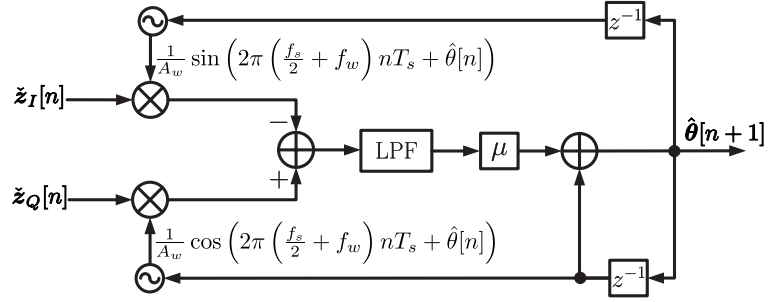 z⁻¹
1/A_w sin (2π (f_s/2 + f_w) nT_s + θ̂[n])
ž_I[n]
−
θ̂[n + 1]
LPF
μ
+
ž_Q[n]
1/A_w cos (2π (f_s/2 + f_w) nT_s + θ̂[n])
z⁻¹